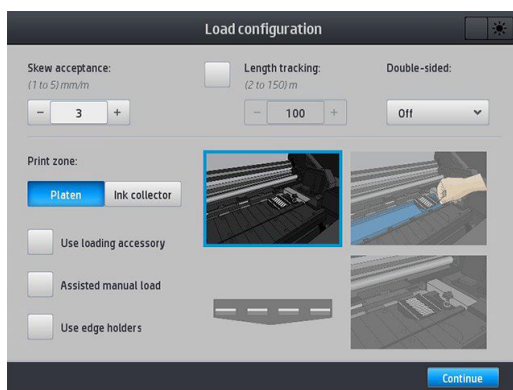 Load configuration
Skew acceptance:
(1 to 5) mm/m
- 3 +
Length tracking:
(2 to 150) m
- 100 +
Double-sided:
Off
Print zone:
Platen
Ink collector
Use loading accessory
Assisted manual load
Use edge holders
Continue